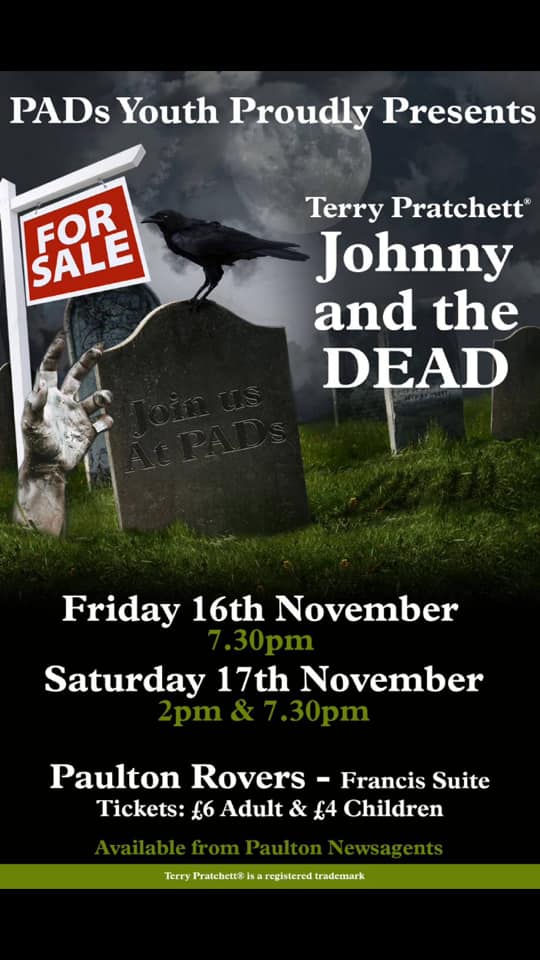 PADs Youth Proudly Presents
FOR
SALE
Terry Pratchett®
Johnny
and the
DEAD
Join us
At PADs
Friday 16th November
7.30pm
Saturday 17th November
2pm & 7.30pm
Paulton Rovers - Francis Suite
Tickets: £6 Adult & £4 Children
Available from Paulton Newsagents
Terry Pratchett® is a registered trademark